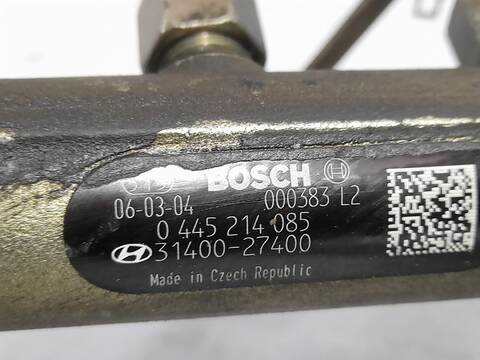 BOSCH
06-03-04 000383 L2
0 445 214 085
31400-27400
Made in Czech Republic